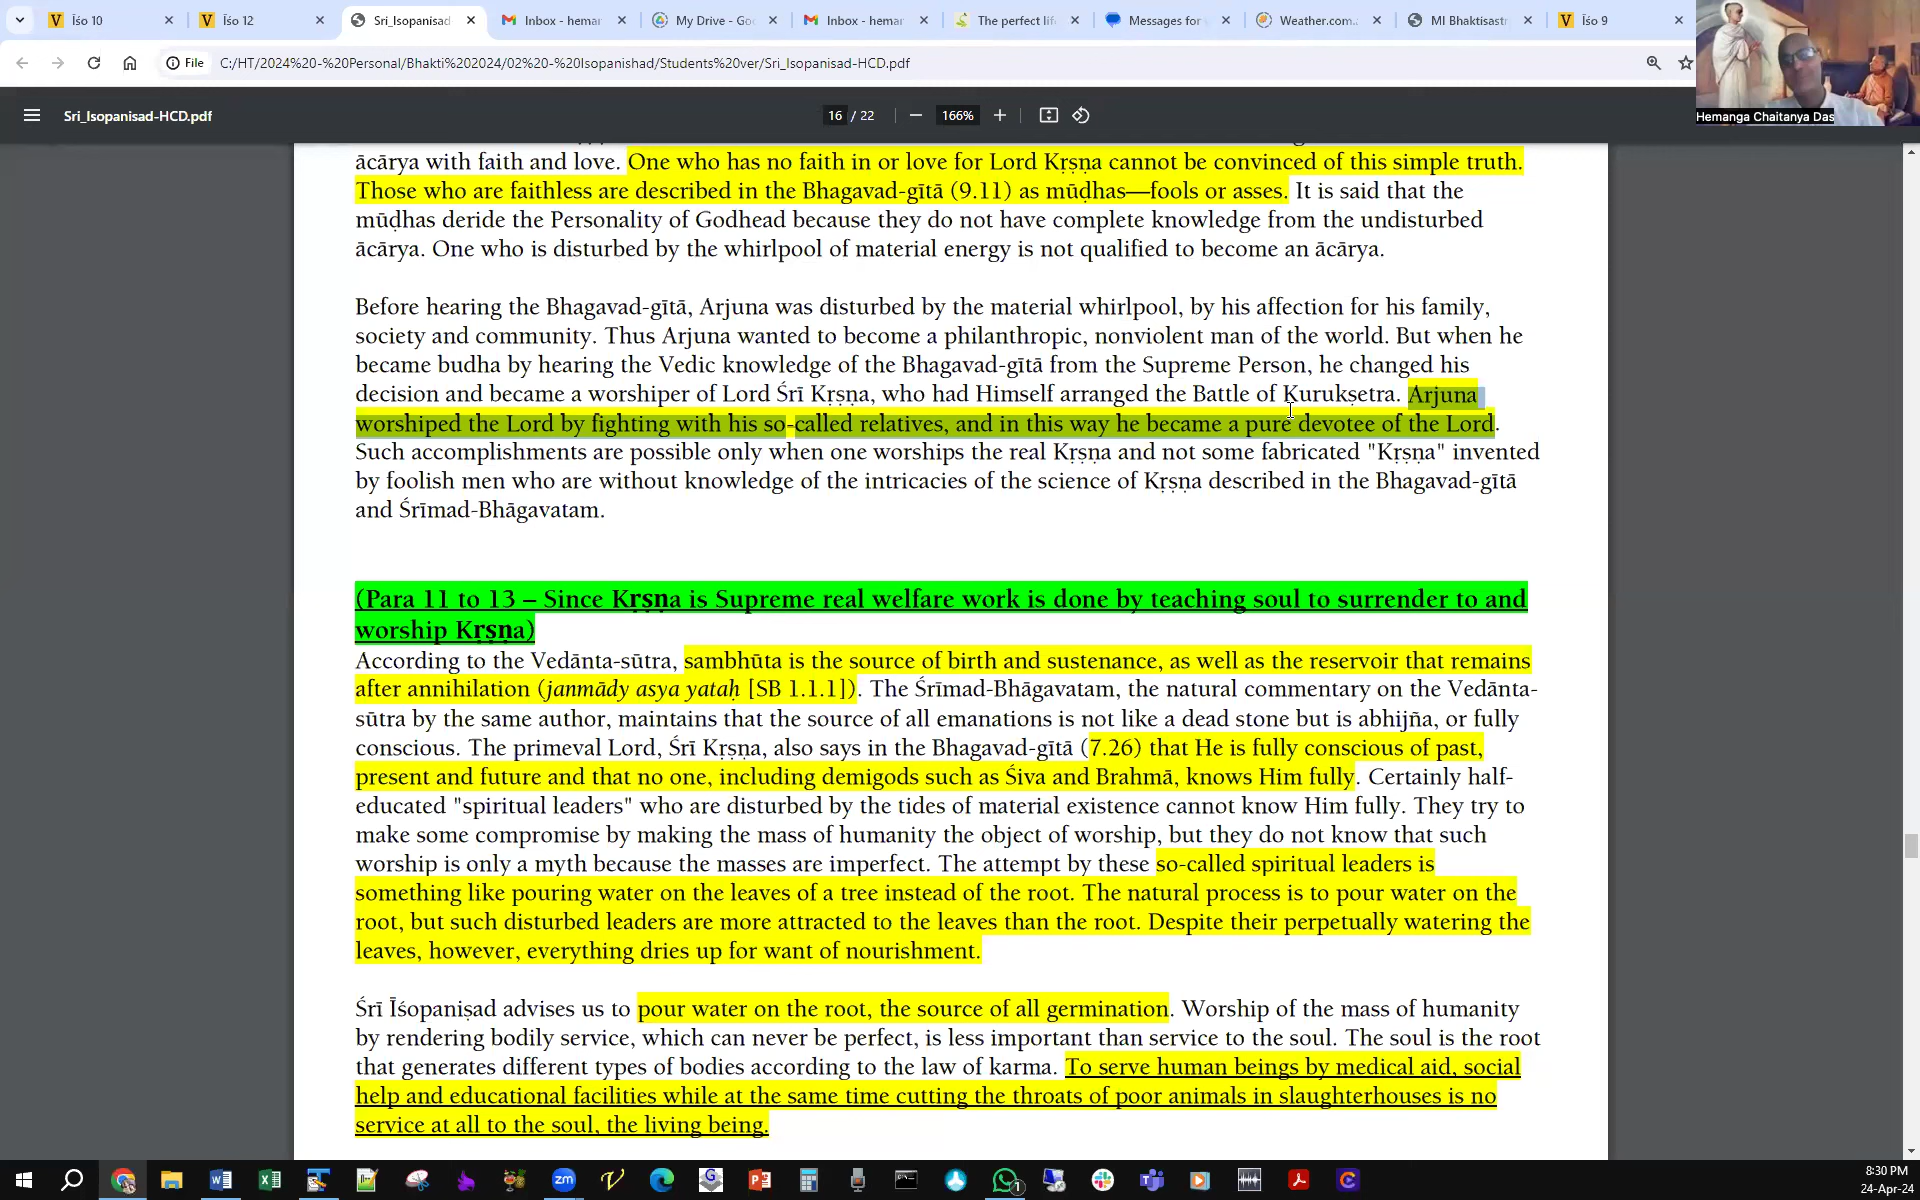 Īśo 10
Īśo 12
Sri_Isopanisad-
Inbox - heman
My Drive - Goo
Inbox - heman
The perfect life
Messages for
Weather.com
MI Bhaktisastr
Īśo 9
File
C:/HT/2024%20-%20Personal/Bhakti%202024/02%20-%20Isopanishad/Students%20ver/Sri_Isopanisad-HCD.pdf
Sri_Isopanisad-HCD.pdf
16 / 22
166%
Hemanga Chaitanya Das
ācārya with faith and love. One who has no faith in or love for Lord Kṛṣṇa cannot be convinced of this simple truth.
Those who are faithless are described in the Bhagavad-gītā (9.11) as mūḍhas—fools or asses. It is said that the
mūḍhas deride the Personality of Godhead because they do not have complete knowledge from the undisturbed
ācārya. One who is disturbed by the whirlpool of material energy is not qualified to become an ācārya.
Before hearing the Bhagavad-gītā, Arjuna was disturbed by the material whirlpool, by his affection for his family,
society and community. Thus Arjuna wanted to become a philanthropic, nonviolent man of the world. But when he
became budha by hearing the Vedic knowledge of the Bhagavad-gītā from the Supreme Person, he changed his
decision and became a worshiper of Lord Śrī Kṛṣṇa, who had Himself arranged the Battle of Kurukṣetra. Arjuna
worshiped the Lord by fighting with his so-called relatives, and in this way he became a pure devotee of the Lord.
Such accomplishments are possible only when one worships the real Kṛṣṇa and not some fabricated "Kṛṣṇa" invented
by foolish men who are without knowledge of the intricacies of the science of Kṛṣṇa described in the Bhagavad-gītā
and Śrīmad-Bhāgavatam.
(Para 11 to 13 – Since Kṛṣṇa is Supreme real welfare work is done by teaching soul to surrender to and
worship Kṛṣṇa)
According to the Vedānta-sūtra, sambhūta is the source of birth and sustenance, as well as the reservoir that remains
after annihilation (janmādy asya yataḥ [SB 1.1.1]). The Śrīmad-Bhāgavatam, the natural commentary on the Vedānta-
sūtra by the same author, maintains that the source of all emanations is not like a dead stone but is abhijña, or fully
conscious. The primeval Lord, Śrī Kṛṣṇa, also says in the Bhagavad-gītā (7.26) that He is fully conscious of past,
present and future and that no one, including demigods such as Śiva and Brahmā, knows Him fully. Certainly half-
educated "spiritual leaders" who are disturbed by the tides of material existence cannot know Him fully. They try to
make some compromise by making the mass of humanity the object of worship, but they do not know that such
worship is only a myth because the masses are imperfect. The attempt by these so-called spiritual leaders is
something like pouring water on the leaves of a tree instead of the root. The natural process is to pour water on the
root, but such disturbed leaders are more attracted to the leaves than the root. Despite their perpetually watering the
leaves, however, everything dries up for want of nourishment.
Śrī Īśopaniṣad advises us to pour water on the root, the source of all germination. Worship of the mass of humanity
by rendering bodily service, which can never be perfect, is less important than service to the soul. The soul is the root
that generates different types of bodies according to the law of karma. To serve human beings by medical aid, social
help and educational facilities while at the same time cutting the throats of poor animals in slaughterhouses is no
service at all to the soul, the living being.
8:30 PM
24-Apr-24